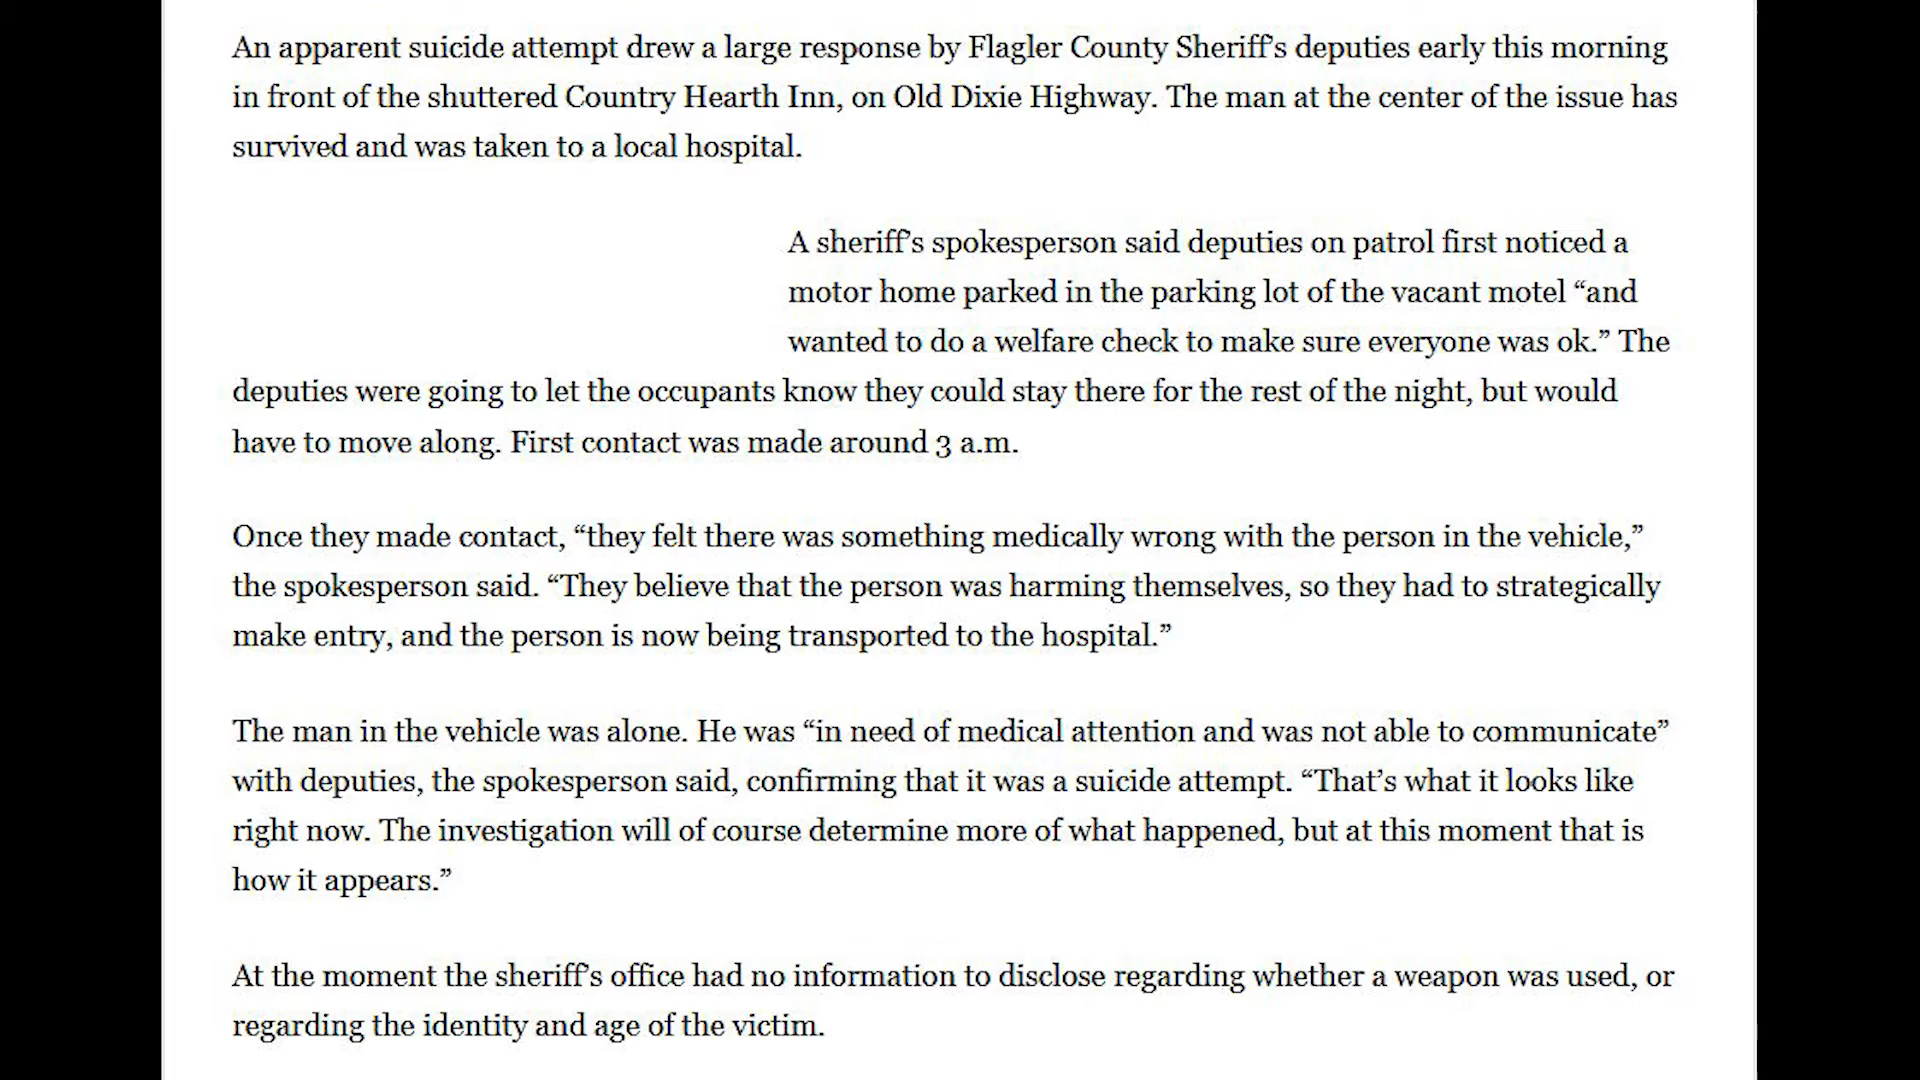 An apparent suicide attempt drew a large response by Flagler County Sheriff’s deputies early this morning
in front of the shuttered Country Hearth Inn, on Old Dixie Highway. The man at the center of the issue has
survived and was taken to a local hospital.
A sheriff’s spokesperson said deputies on patrol first noticed a
motor home parked in the parking lot of the vacant motel “and
wanted to do a welfare check to make sure everyone was ok.” The
deputies were going to let the occupants know they could stay there for the rest of the night, but would
have to move along. First contact was made around 3 a.m.
Once they made contact, “they felt there was something medically wrong with the person in the vehicle,”
the spokesperson said. “They believe that the person was harming themselves, so they had to strategically
make entry, and the person is now being transported to the hospital.”
The man in the vehicle was alone. He was “in need of medical attention and was not able to communicate”
with deputies, the spokesperson said, confirming that it was a suicide attempt. “That’s what it looks like
right now. The investigation will of course determine more of what happened, but at this moment that is
how it appears.”
At the moment the sheriff’s office had no information to disclose regarding whether a weapon was used, or
regarding the identity and age of the victim.